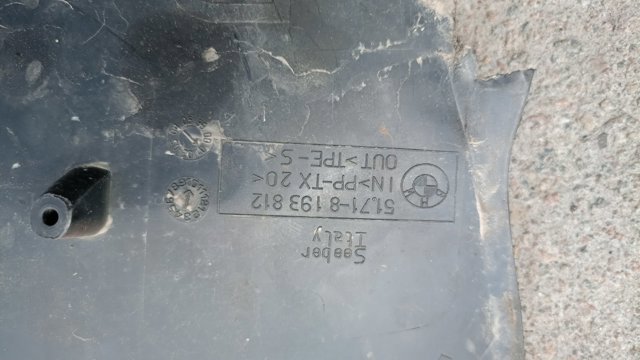 51.71-8 193 812
IN>PP-TX 20<
OUT>TPE-S<
Seeber
Italy